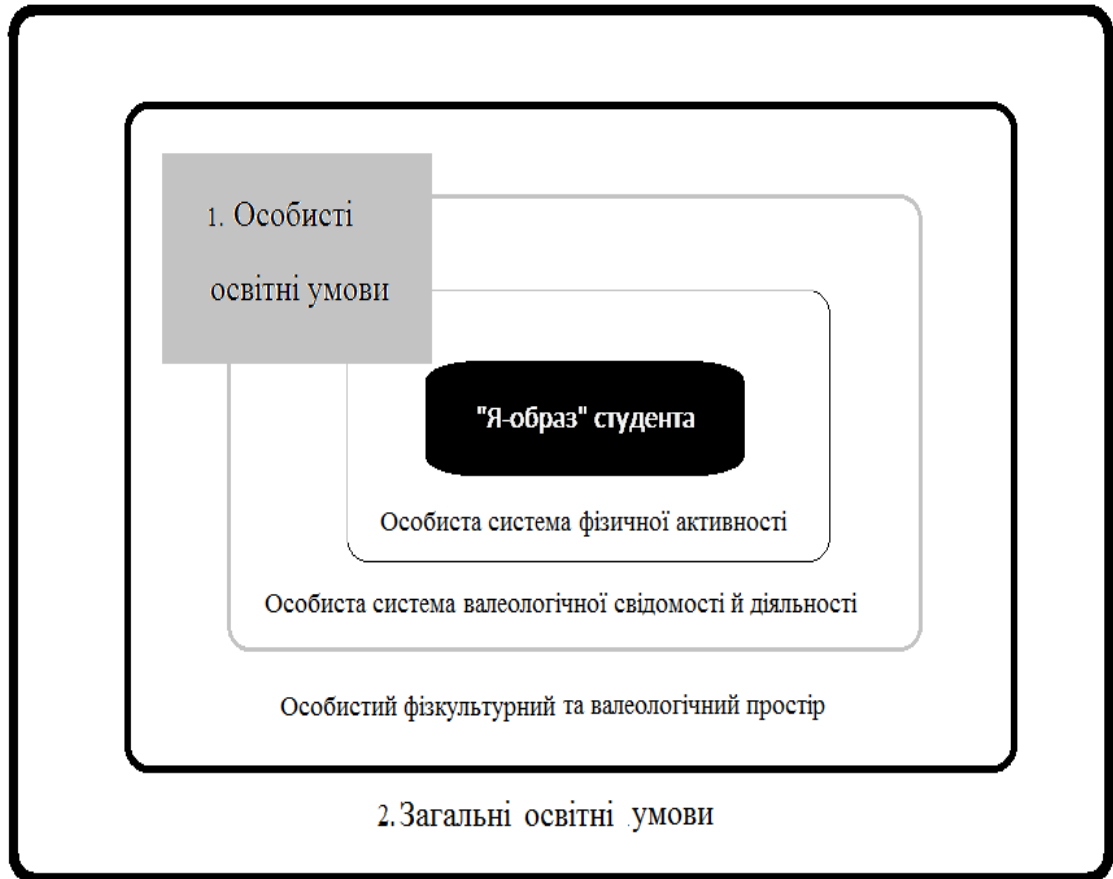 1. Особисті
освітні умови
"Я-образ" студента
Особиста система фізичної активності
Особиста система валеологічної свідомості й діяльності
Особистий фізкультурний та валеологічний простір
2. Загальні освітні умови